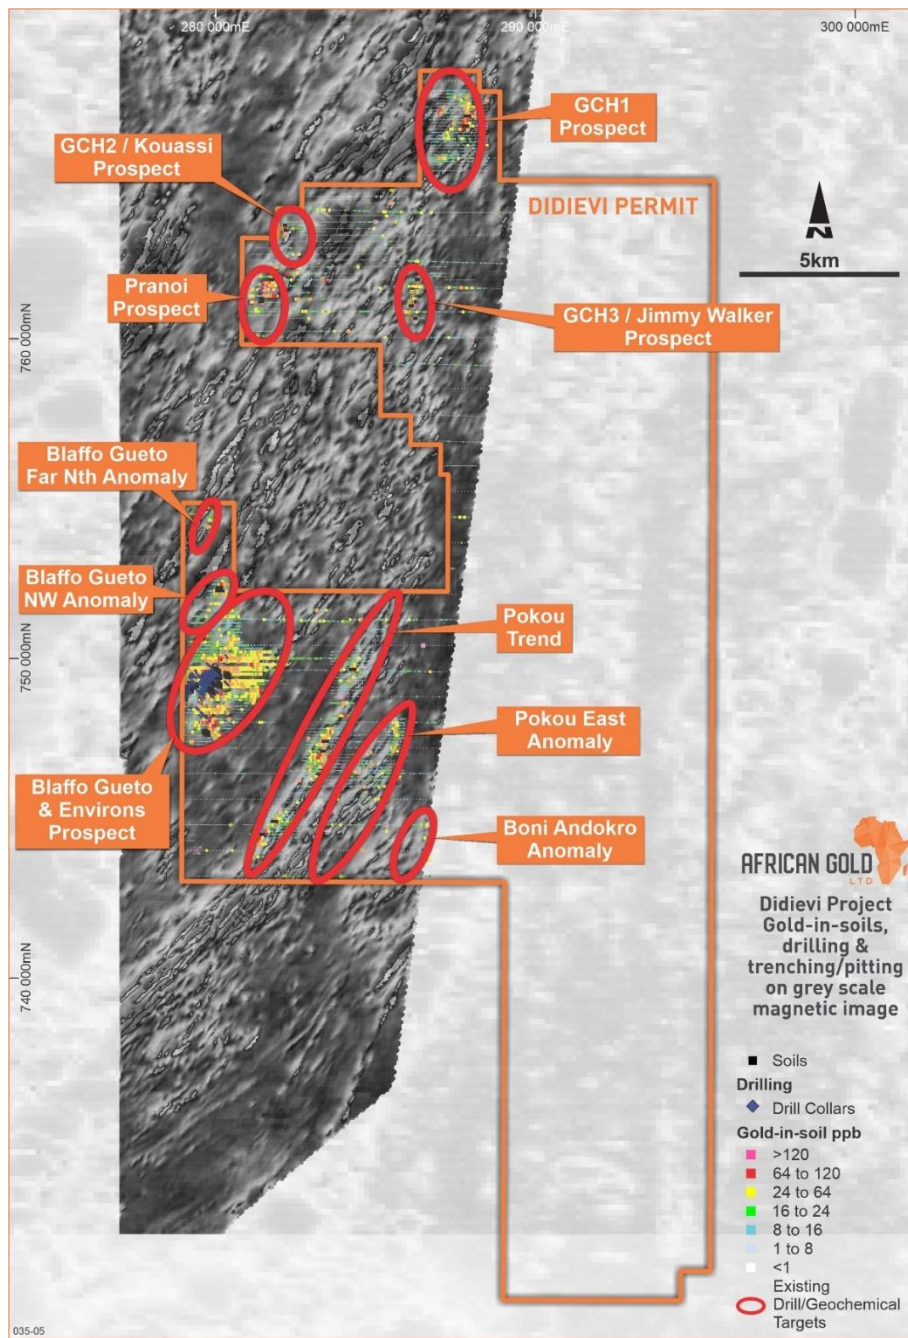 280 000mE
290 000mE
300 000mE
GCH1
Prospect
GCH2 / Kouassi
Prospect
DIDIEVI PERMIT
N
5km
Pranoi
Prospect
GCH3 / Jimmy Walker
Prospect
760 000mN
Blaffo Gueto
Far Nth Anomaly
Blaffo Gueto
NW Anomaly
Pokou
Trend
750 000mN
Pokou East
Anomaly
Blaffo Gueto
& Environs
Prospect
Boni Andokro
Anomaly
AFRICAN GOLD
LTD
Didievi Project
Gold-in-soils,
drilling &
trenching/pitting
on grey scale
magnetic image
740 000mN
Soils
Drilling
Drill Collars
Gold-in-soil ppb
>120
64 to 120
24 to 64
16 to 24
8 to 16
1 to 8
<1
Existing
Drill/Geochemical
Targets
035-05